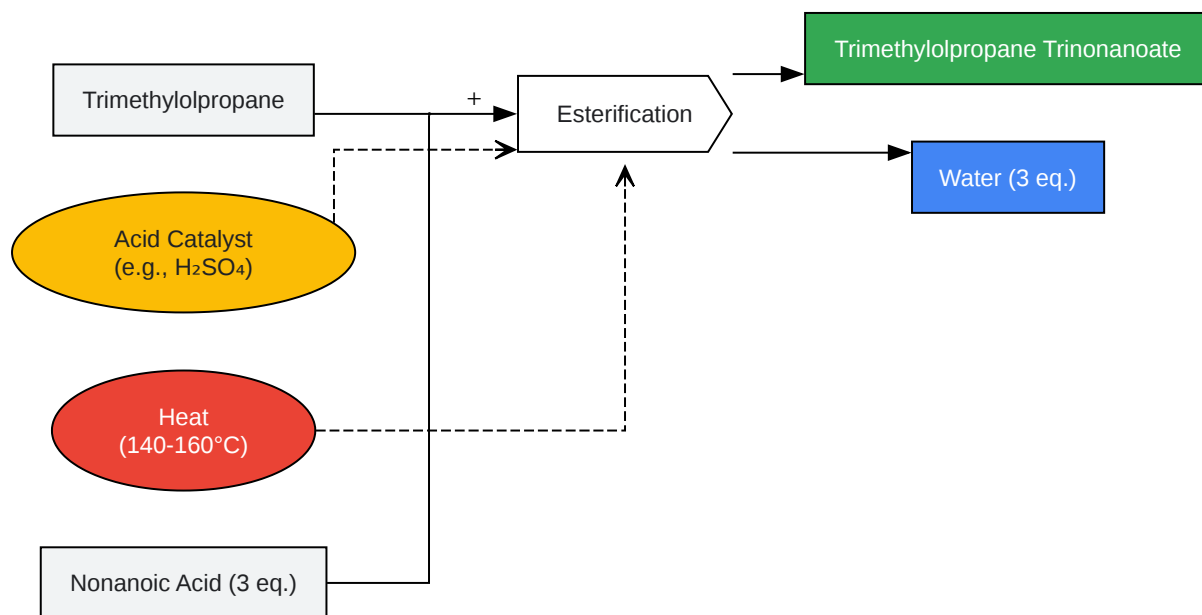 Trimethylolpropane Trinonanoate
Trimethylolpropane
+
Esterification
Water (3 eq.)
Acid Catalyst
(e.g., H₂SO₄)
Heat
(140-160°C)
Nonanoic Acid (3 eq.)